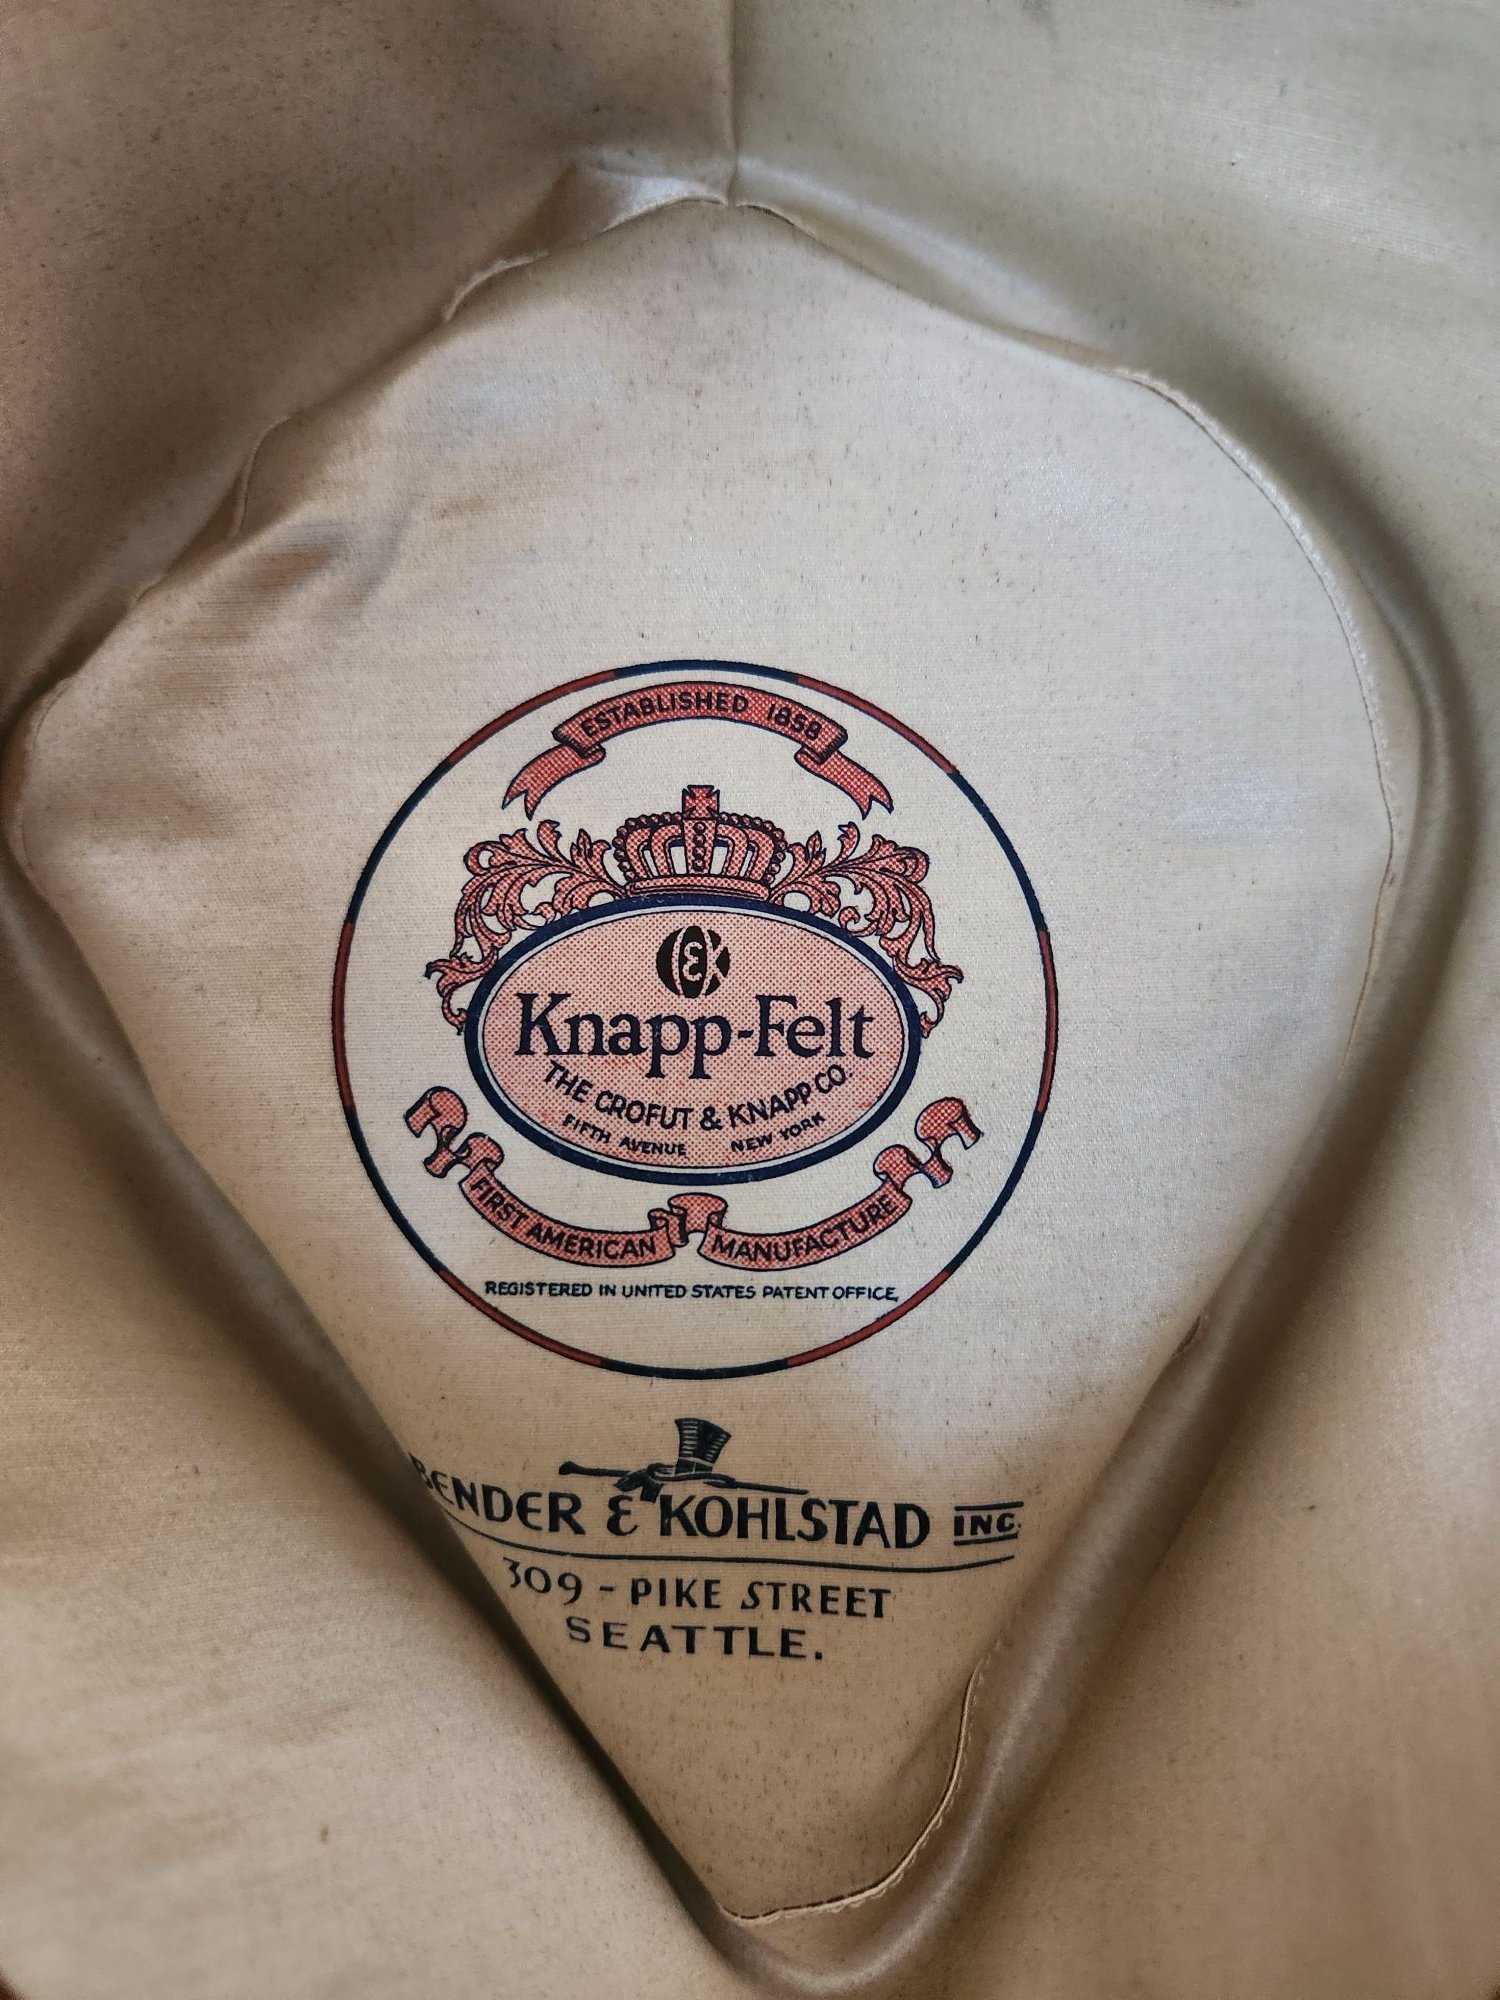 ESTABLISHED 1858
C&K
Knapp-Felt
THE CROFUT & KNAPP CO.
FIFTH AVENUE NEW YORK
FIRST AMERICAN MANUFACTURE
REGISTERED IN UNITED STATES PATENT OFFICE,
BENDER & KOHLSTAD INC.
309 - PIKE STREET
SEATTLE.